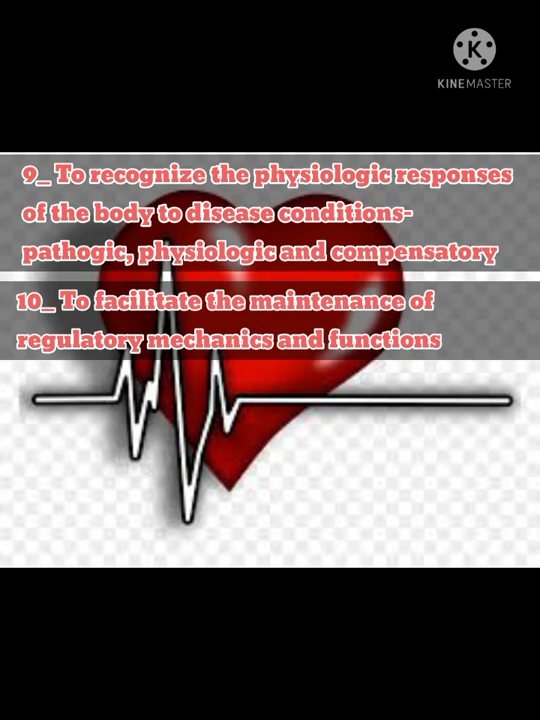 KINEMASTER
9_ To recognize the physiologic responses
of the body to disease conditions-
pathogic, physiologic and compensatory
10_ To facilitate the maintenance of
regulatory mechanics and functions